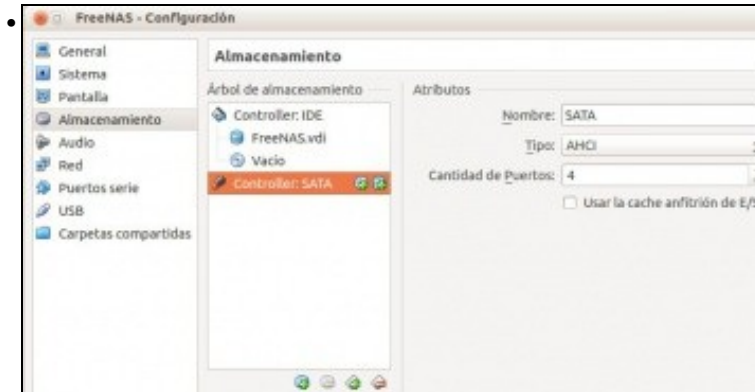 FreeNAS - Configuración
General
Sistema
Pantalla
Almacenamiento
Audio
Red
Puertos serie
USB
Carpetas compartidas
Almacenamiento
Árbol de almacenamiento
Controller: IDE
FreeNAS.vdi
Vacío
Controller: SATA
Atributos
Nombre: SATA
Tipo: AHCI
Cantidad de Puertos: 4
Usar la cache anfitrión de E/S